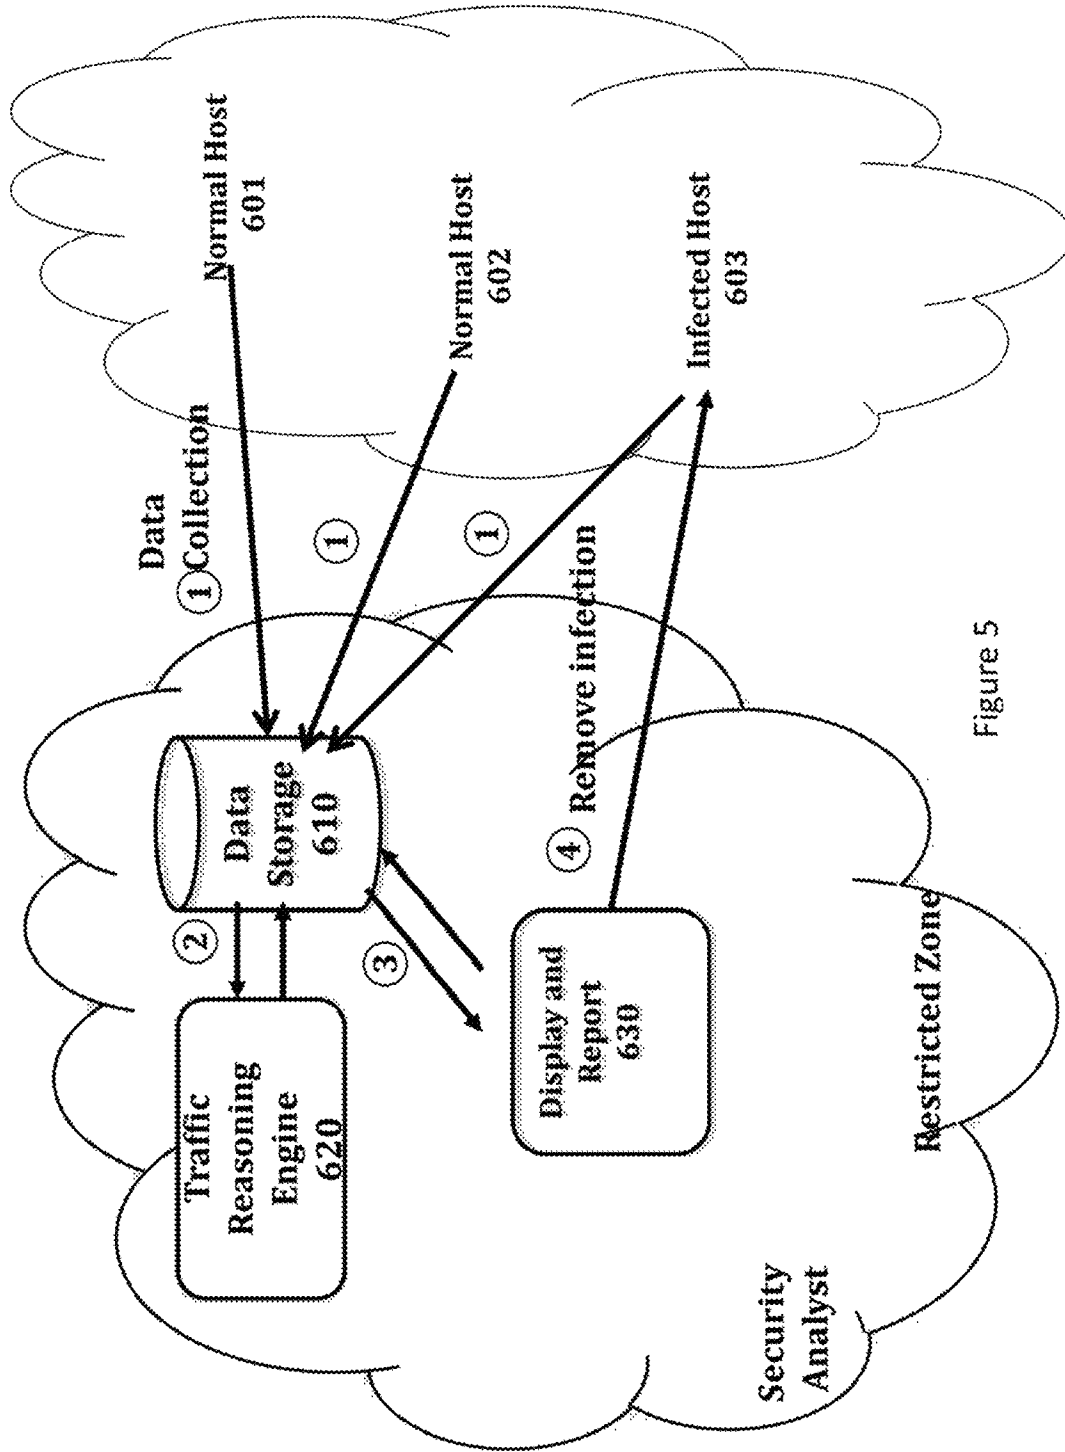 Data
① Collection
Normal Host
601
①
Normal Host
602
①
Infected Host
603
Data
Storage
610
②
Traffic
Reasoning
Engine
620
③
Display and
Report
630
④ Remove infection
Restricted Zone
Security
Analyst
Figure 5